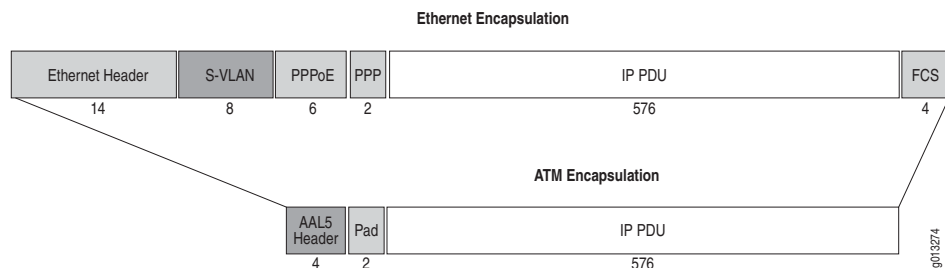 Ethernet Encapsulation
Ethernet Header S-VLAN PPPoE PPP IP PDU FCS
14 8 6 2 576 4
ATM Encapsulation
AAL5
Header Pad IP PDU
4 2 576
g013274